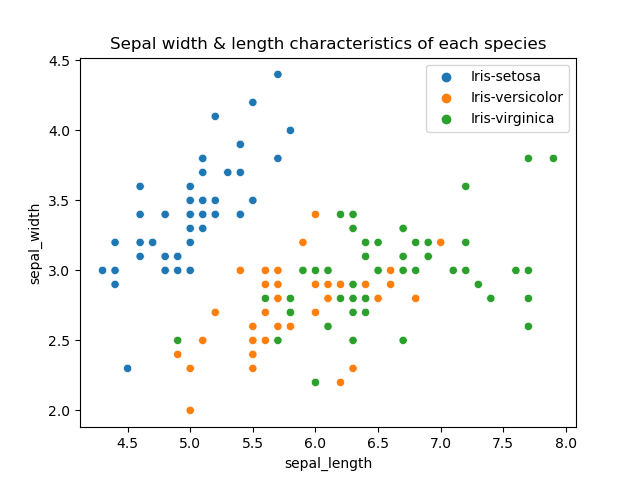 Sepal width & length characteristics of each species
Iris-setosa
Iris-versicolor
Iris-virginica
4.5
4.0
3.5
3.0
2.5
2.0
sepal_width
4.5 5.0 5.5 6.0 6.5 7.0 7.5 8.0
sepal_length